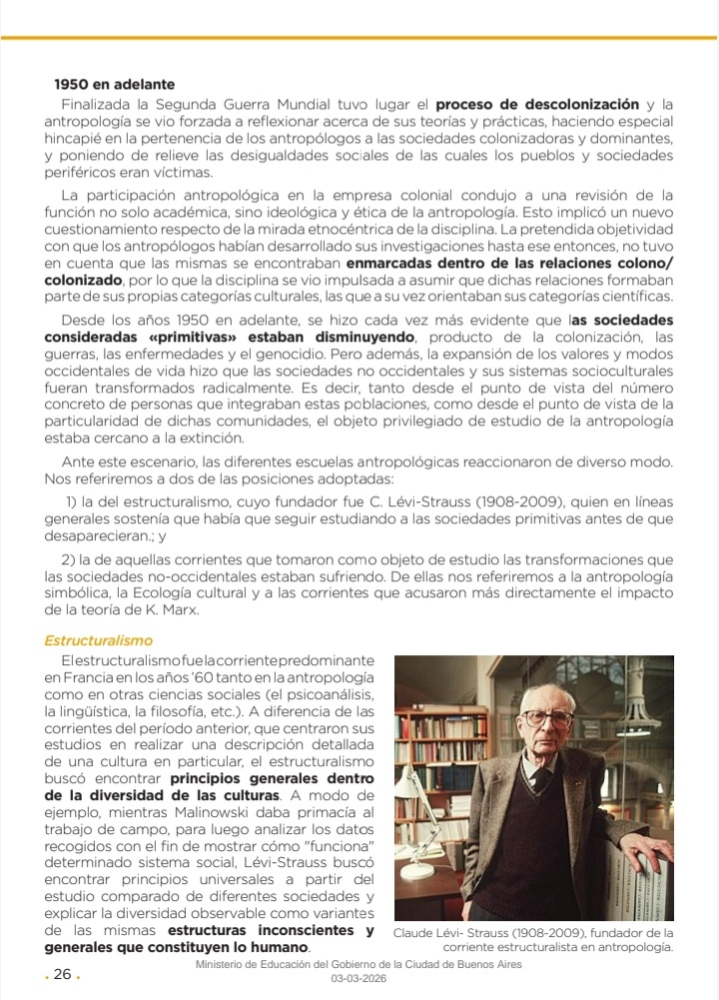 1950 en adelante
Finalizada la Segunda Guerra Mundial tuvo lugar el proceso de descolonización y la
antropología se vio forzada a reflexionar acerca de sus teorías y prácticas, haciendo especial
hincapié en la pertenencia de los antropólogos a las sociedades colonizadoras y dominantes,
y poniendo de relieve las desigualdades sociales de las cuales los pueblos y sociedades
periféricos eran víctimas.
La participación antropológica en la empresa colonial condujo a una revisión de la
función no solo académica, sino ideológica y ética de la antropología. Esto implicó un nuevo
cuestionamiento respecto de la mirada etnocéntrica de la disciplina. La pretendida objetividad
con que los antropólogos habían desarrollado sus investigaciones hasta ese entonces, no tuvo
en cuenta que las mismas se encontraban enmarcadas dentro de las relaciones colono/
colonizado, por lo que la disciplina se vio impulsada a asumir que dichas relaciones formaban
parte de sus propias categorías culturales, las que a su vez orientaban sus categorías científicas.
Desde los años 1950 en adelante, se hizo cada vez más evidente que las sociedades
consideradas «primitivas» estaban disminuyendo, producto de la colonización, las
guerras, las enfermedades y el genocidio. Pero además, la expansión de los valores y modos
occidentales de vida hizo que las sociedades no occidentales y sus sistemas socioculturales
fueran transformados radicalmente. Es decir, tanto desde el punto de vista del número
concreto de personas que integraban estas poblaciones, como desde el punto de vista de la
particularidad de dichas comunidades, el objeto privilegiado de estudio de la antropología
estaba cercano a la extinción.
Ante este escenario, las diferentes escuelas antropológicas reaccionaron de diverso modo.
Nos referiremos a dos de las posiciones adoptadas:
1) la del estructuralismo, cuyo fundador fue C. Lévi-Strauss (1908-2009), quien en líneas
generales sostenía que había que seguir estudiando a las sociedades primitivas antes de que
desaparecieran.; y
2) la de aquellas corrientes que tomaron como objeto de estudio las transformaciones que
las sociedades no-occidentales estaban sufriendo. De ellas nos referiremos a la antropología
simbólica, la Ecología cultural y a las corrientes que acusaron más directamente el impacto
de la teoría de K. Marx.
Estructuralismo
El estructuralismo fue la corriente predominante
en Francia en los años '60 tanto en la antropología
como en otras ciencias sociales (el psicoanálisis,
la lingüística, la filosofía, etc.). A diferencia de las
corrientes del período anterior, que centraron sus
estudios en realizar una descripción detallada
de una cultura en particular, el estructuralismo
buscó encontrar principios generales dentro
de la diversidad de las culturas. A modo de
ejemplo, mientras Malinowski daba primacía al
trabajo de campo, para luego analizar los datos
recogidos con el fin de mostrar cómo "funciona"
determinado sistema social, Lévi-Strauss buscó
encontrar principios universales a partir del
estudio comparado de diferentes sociedades y
explicar la diversidad observable como variantes
de las mismas estructuras inconscientes y
generales que constituyen lo humano.
Claude Lévi- Strauss (1908-2009), fundador de la
corriente estructuralista en antropología.
. 26 .
Ministerio de Educación del Gobierno de la Ciudad de Buenos Aires
03-03-2026